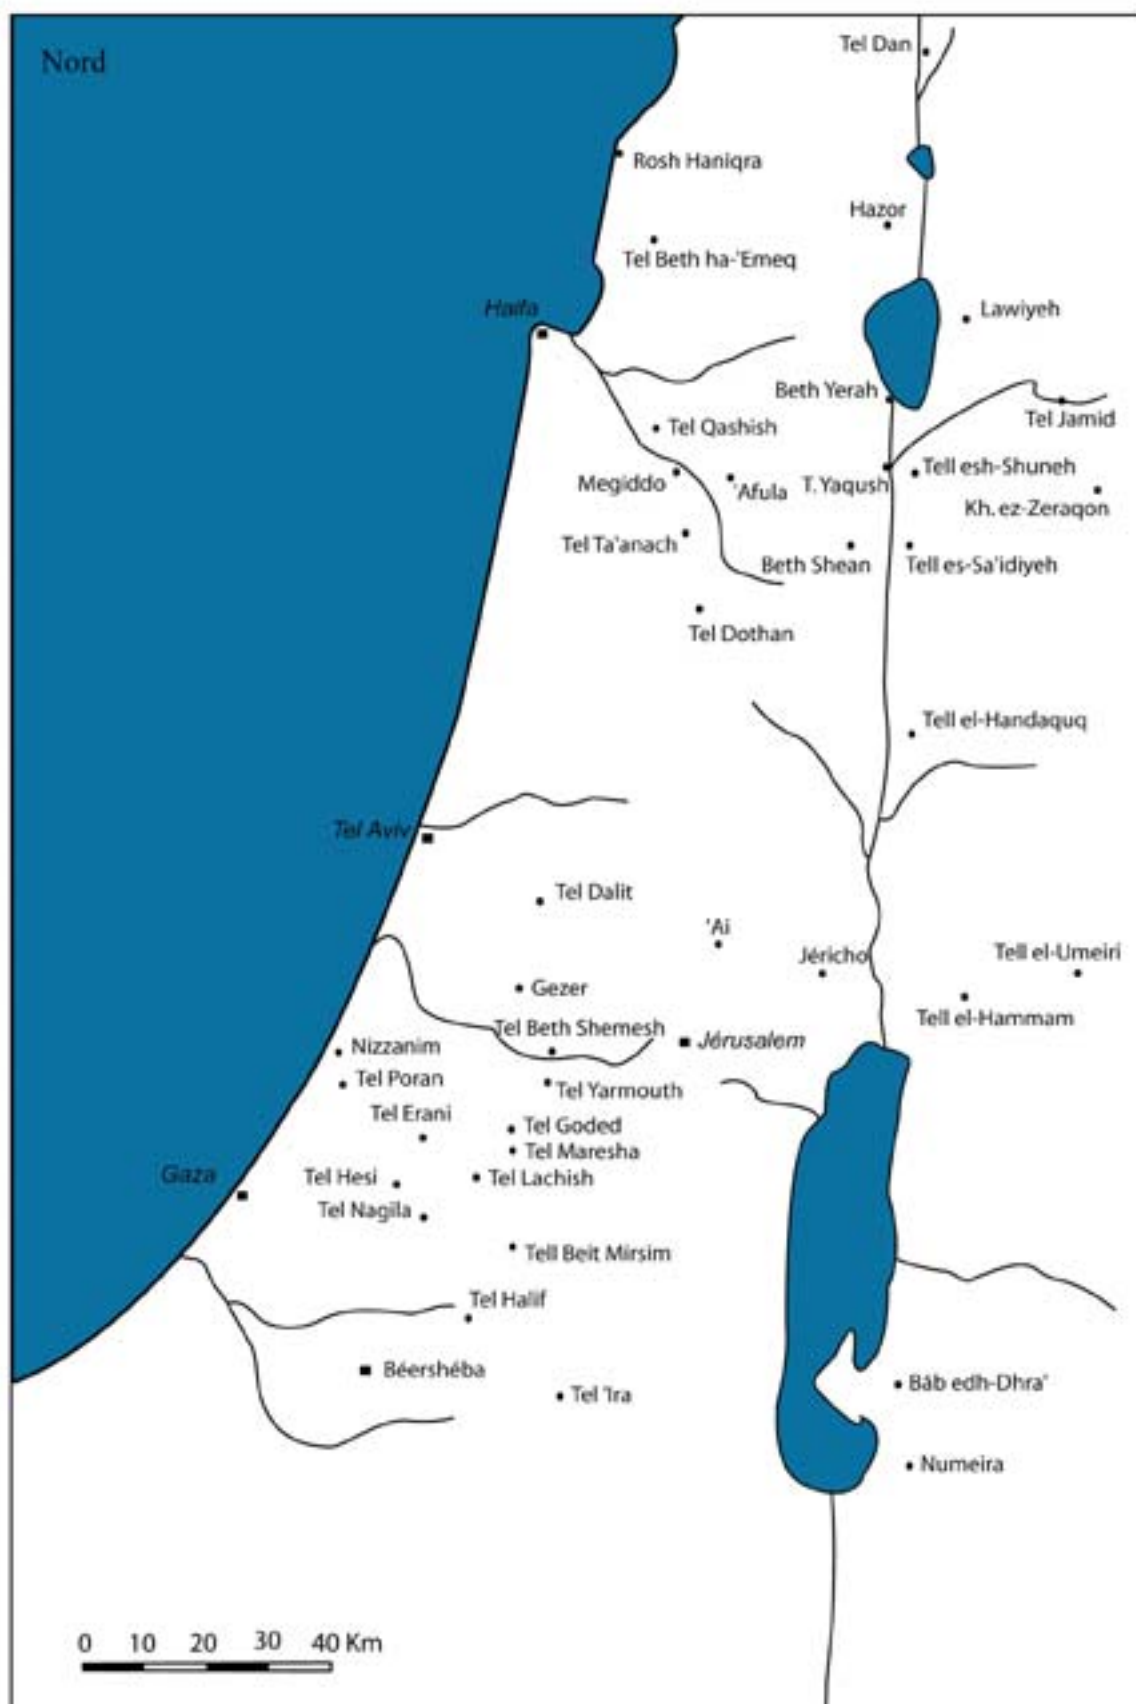 Nord
Tel Dan
Rosh Haniqra
Hazor
Tel Beth ha-'Emeq
Haifa
Lawiyeh
Beth Yerah
Tel Jamid
Tel Qashish
Megiddo
'Afula
T. Yaqush
Tell esh-Shuneh
Kh. ez-Zeraqon
Tel Ta'anach
Beth Shean
Tell es-Sa'idiyeh
Tel Dothan
Tell el-Handaquq
Tel Aviv
Tel Dalit
'Ai
Jéricho
Tell el-Umeiri
Gezer
Tell el-Hammam
Tel Beth Shemesh
Jérusalem
Nizzanim
Tel Poran
Tel Yarmouth
Tel Erani
Tel Goded
Tel Maresha
Gaza
Tel Hesi
Tel Lachish
Tel Nagila
Tell Beit Mirsim
Tel Halif
Béershéba
Tel 'Ira
Bâb edh-Dhra'
Numeira
0 10 20 30 40 Km